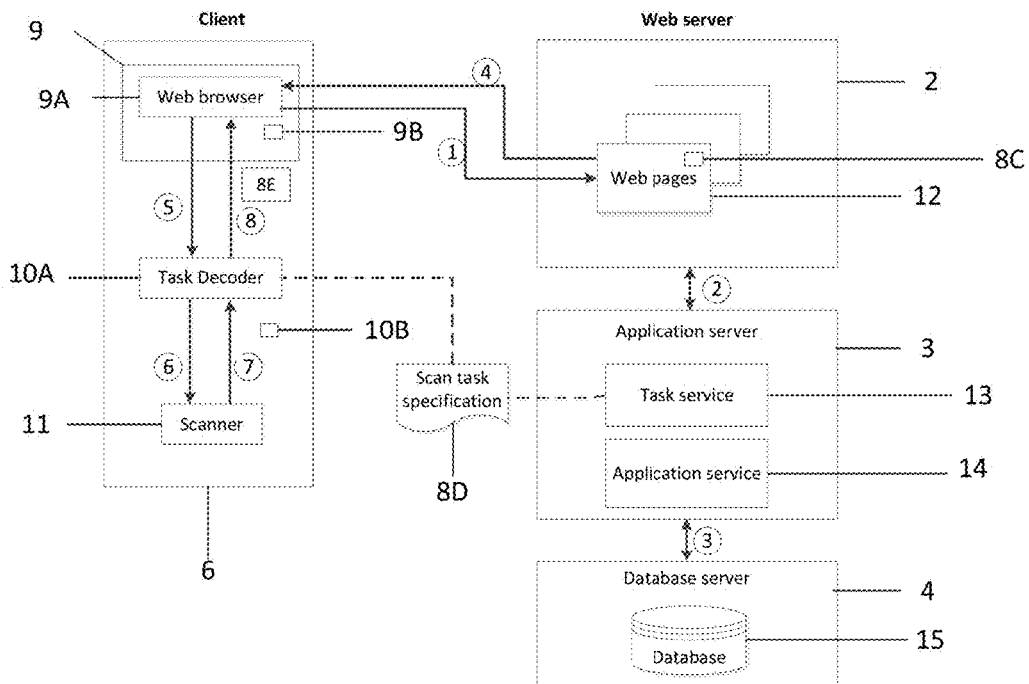 Client
Web server
9
9A
Web browser
4
2
9B
1
8C
8E
Web pages
12
5
8
10A
Task Decoder
2
10B
Application server
3
6
7
Scan task
specification
Task service
13
11
Scanner
8D
Application service
14
3
6
Database server
4
Database
15